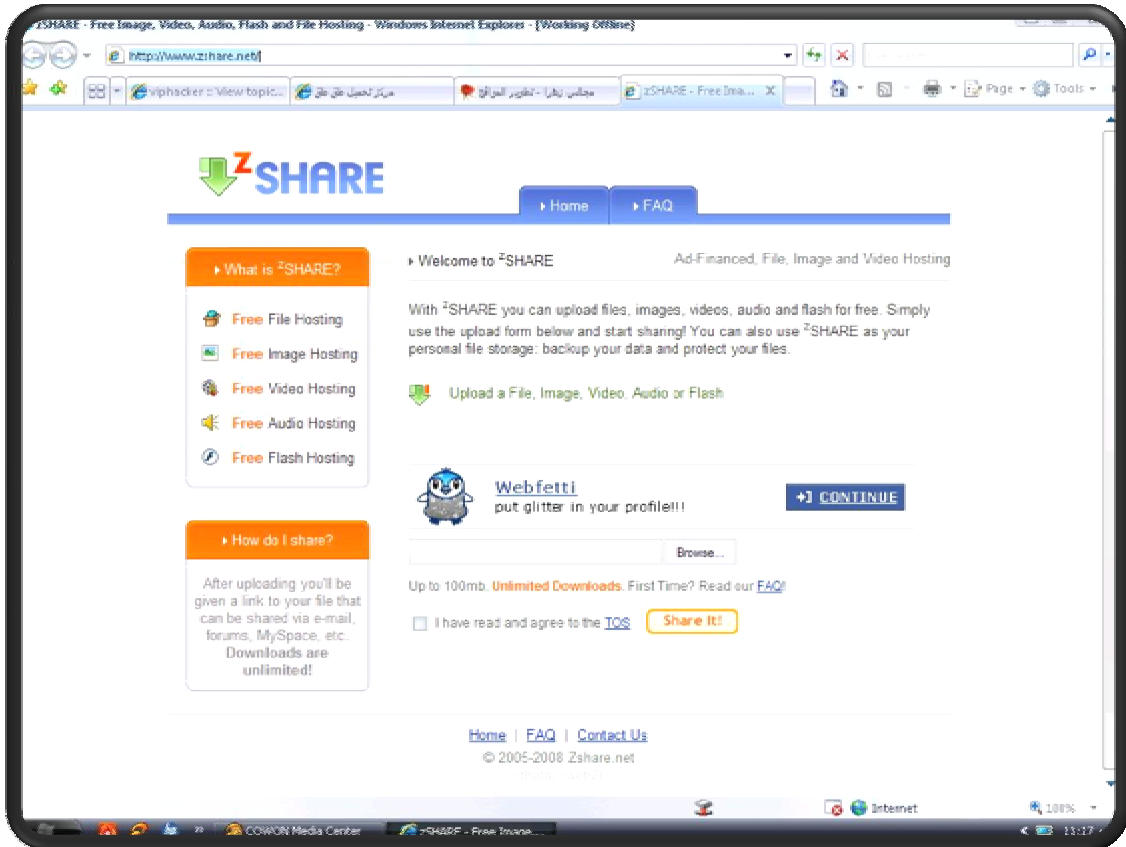 zSHARE - Free Image, Video, Audio, Flash and File Hosting - Windows Internet Explorer - [Working Offline]
http://www.zshare.net/
viphacker :: View topic...
مركز تحميل طق طق
zSHARE - Free Ima...
Page
Tools
zSHARE
Home
FAQ
What is zSHARE?
Free File Hosting
Free Image Hosting
Free Video Hosting
Free Audio Hosting
Free Flash Hosting
How do I share?
After uploading you'll be
given a link to your file that
can be shared via e-mail,
forums, MySpace, etc.
Downloads are
unlimited!
Welcome to zSHARE
Ad-Financed, File, Image and Video Hosting
With zSHARE you can upload files, images, videos, audio and flash for free. Simply
use the upload form below and start sharing! You can also use zSHARE as your
personal file storage: backup your data and protect your files.
Upload a File, Image, Video, Audio or Flash
Webfetti
put glitter in your profile!!!
CONTINUE
Browse...
Up to 100mb. Unlimited Downloads. First Time? Read our FAQ!
I have read and agree to the TOS
Share It!
Home | FAQ | Contact Us
© 2005-2008 Zshare.net
Internet
100%
COWON Media Center
zSHARE - Free Image...